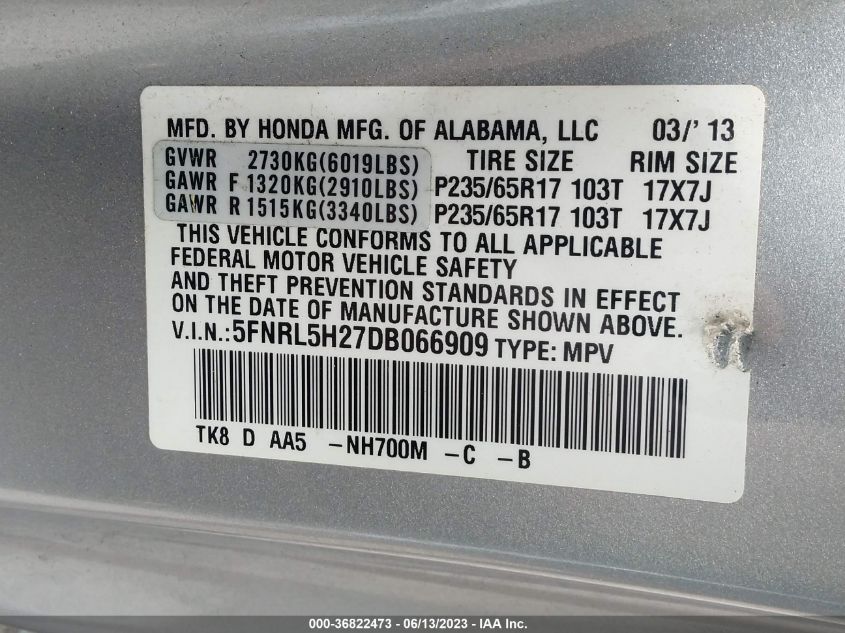 MFD. BY HONDA MFG. OF ALABAMA, LLC 03/' 13
GVWR 2730KG(6019LBS) TIRE SIZE RIM SIZE
GAWR F 1320KG(2910LBS) P235/65R17 103T 17X7J
GAWR R 1515KG(3340LBS) P235/65R17 103T 17X7J
THIS VEHICLE CONFORMS TO ALL APPLICABLE
FEDERAL MOTOR VEHICLE SAFETY
AND THEFT PREVENTION STANDARDS IN EFFECT
ON THE DATE OF MANUFACTURE SHOWN ABOVE.
V.I.N.:5FNRL5H27DB066909 TYPE: MPV
TK8 D AA5 -NH700M -C -B
000-36822473 - 06/13/2023 - IAA Inc.